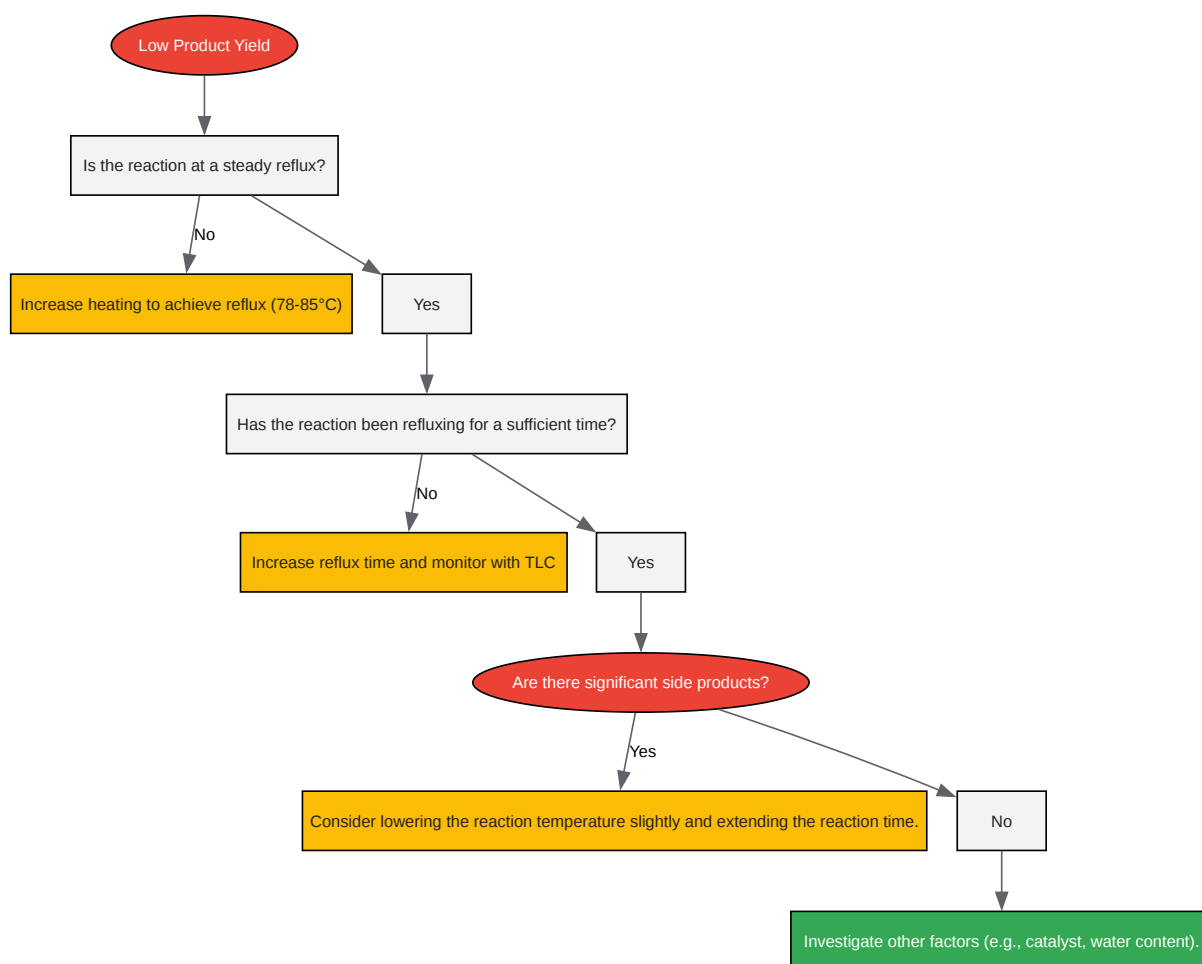 Low Product Yield
Is the reaction at a steady reflux?
No
Increase heating to achieve reflux (78-85°C)
Yes
Has the reaction been refluxing for a sufficient time?
No
Increase reflux time and monitor with TLC
Yes
Are there significant side products?
Yes
Consider lowering the reaction temperature slightly and extending the reaction time.
No
Investigate other factors (e.g., catalyst, water content).